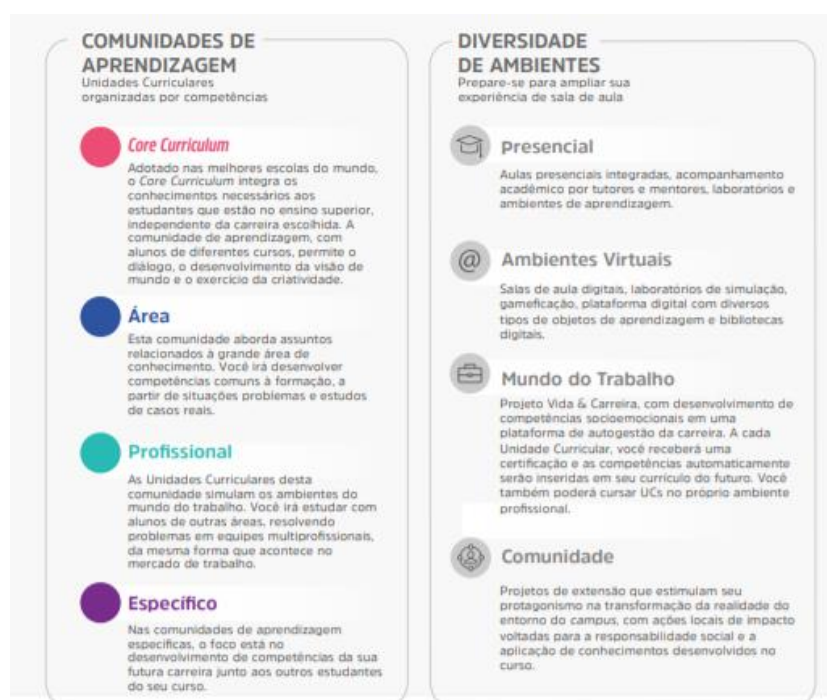 COMUNIDADES DE
APRENDIZAGEM
Unidades Curriculares
organizadas por competências
Core Curriculum
Adotado nas melhores escolas do mundo,
o Core Curriculum integra os
conhecimentos necessários aos
estudantes que estão no ensino superior,
independente da carreira escolhida. A
comunidade de aprendizagem, com
alunos de diferentes cursos, permite o
diálogo, o desenvolvimento da visão de
mundo e o exercício da criatividade.
Área
Esta comunidade aborda assuntos
relacionados à grande área de
conhecimento. Você irá desenvolver
competências comuns à formação, a
partir de situações problemas e estudos
de casos reais.
Profissional
As Unidades Curriculares desta
comunidade simulam os ambientes do
mundo do trabalho. Você irá estudar com
alunos de outras áreas, resolvendo
problemas em equipes multiprofissionais,
da mesma forma que acontece no
mercado de trabalho.
Específico
Nas comunidades de aprendizagem
específicas, o foco está no
desenvolvimento de competências da sua
futura carreira junto aos outros estudantes
do seu curso.
DIVERSIDADE
DE AMBIENTES
Prepare-se para ampliar sua
experiência de sala de aula
Presencial
Aulas presenciais integradas, acompanhamento
acadêmico por tutores e mentores, laboratórios e
ambientes de aprendizagem.
@ Ambientes Virtuais
Salas de aula digitais, laboratórios de simulação,
gameficação, plataforma digital com diversos
tipos de objetos de aprendizagem e bibliotecas
digitais.
Mundo do Trabalho
Projeto Vida & Carreira, com desenvolvimento de
competências socioemocionais em uma
plataforma de autogestão da carreira. A cada
Unidade Curricular, você receberá uma
certificação e as competências automaticamente
serão inseridas em seu currículo do futuro. Você
também poderá cursar UCs no próprio ambiente
profissional.
Comunidade
Projetos de extensão que estimulam seu
protagonismo na transformação da realidade do
entorno do campus, com ações locais de impacto
voltadas para a responsabilidade social e a
aplicação de conhecimentos desenvolvidos no
curso.